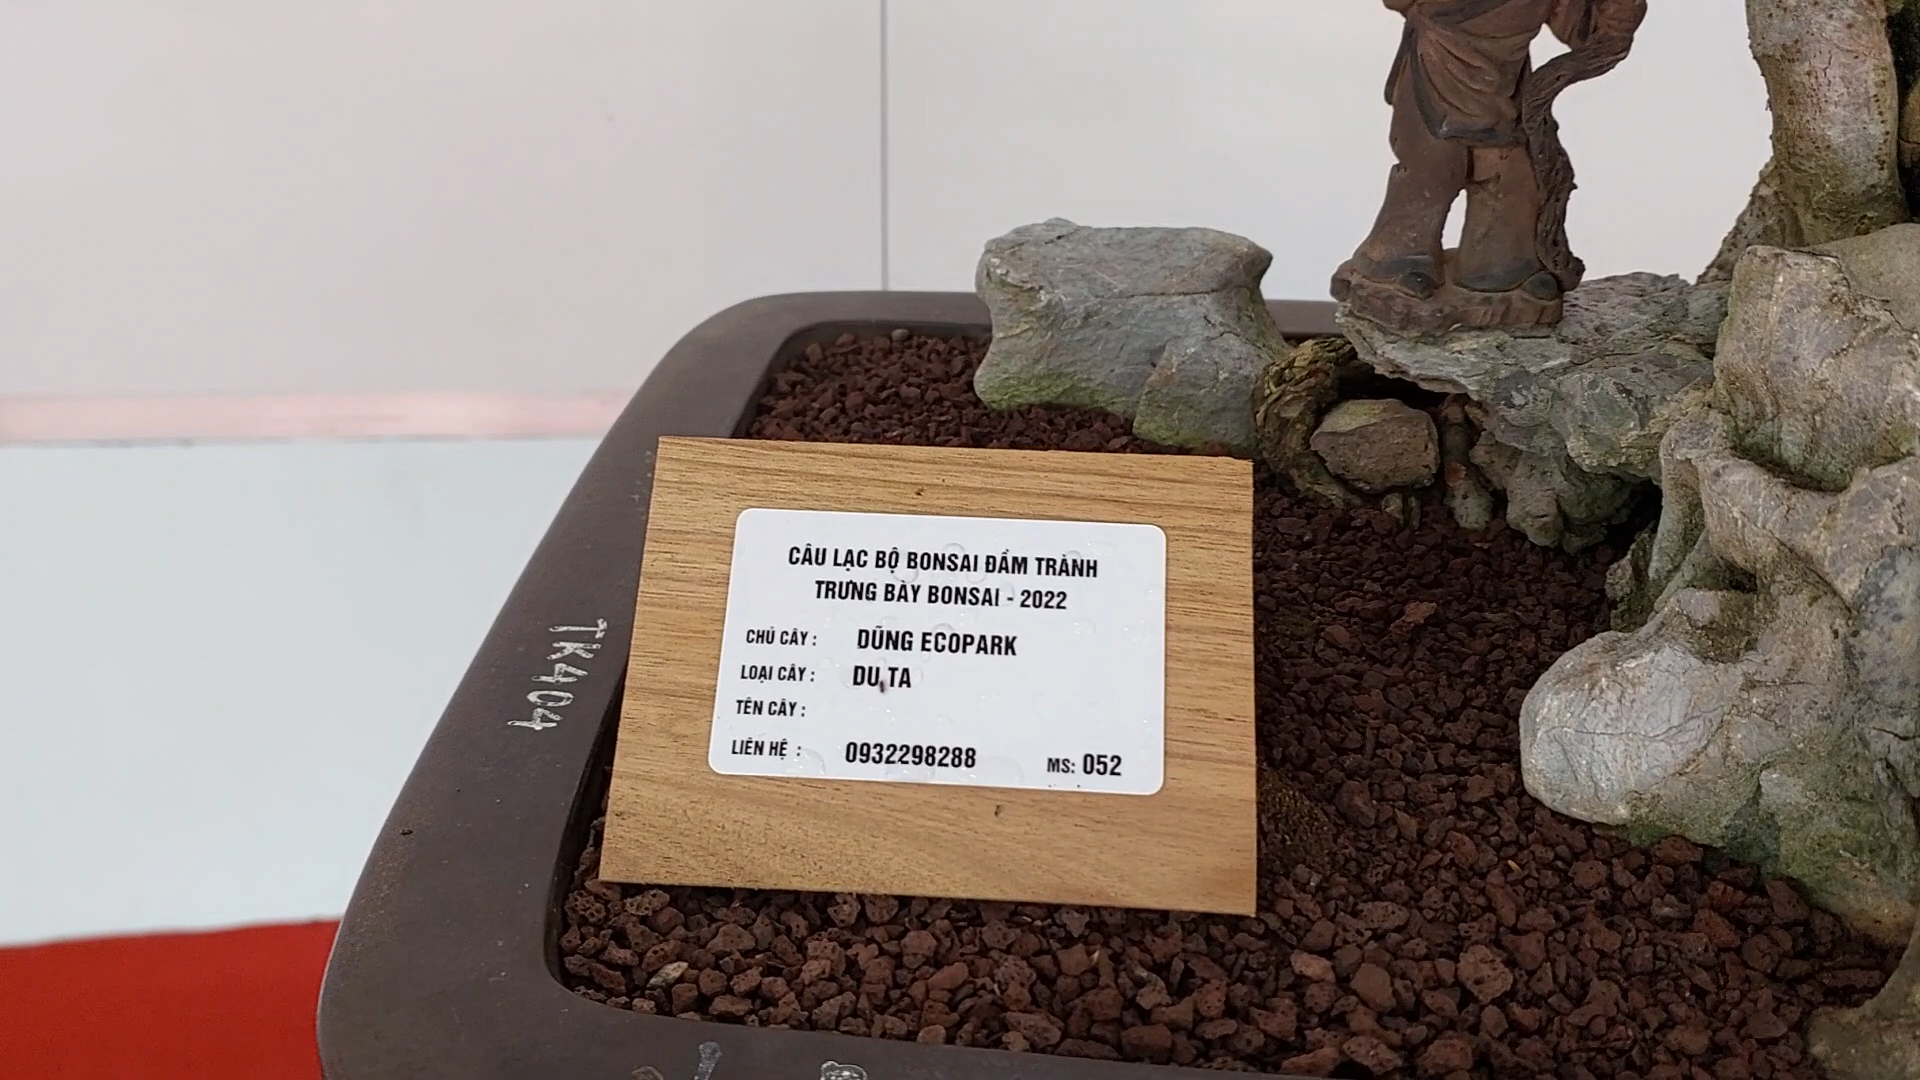 CÂU LẠC BỘ BONSAI ĐẦM TRÀNH
TRƯNG BÀY BONSAI - 2022
CHỦ CÂY : DŨNG ECOPARK
LOẠI CÂY : DU TA
TÊN CÂY :
LIÊN HỆ : 0932298288 MS: 052
TK404